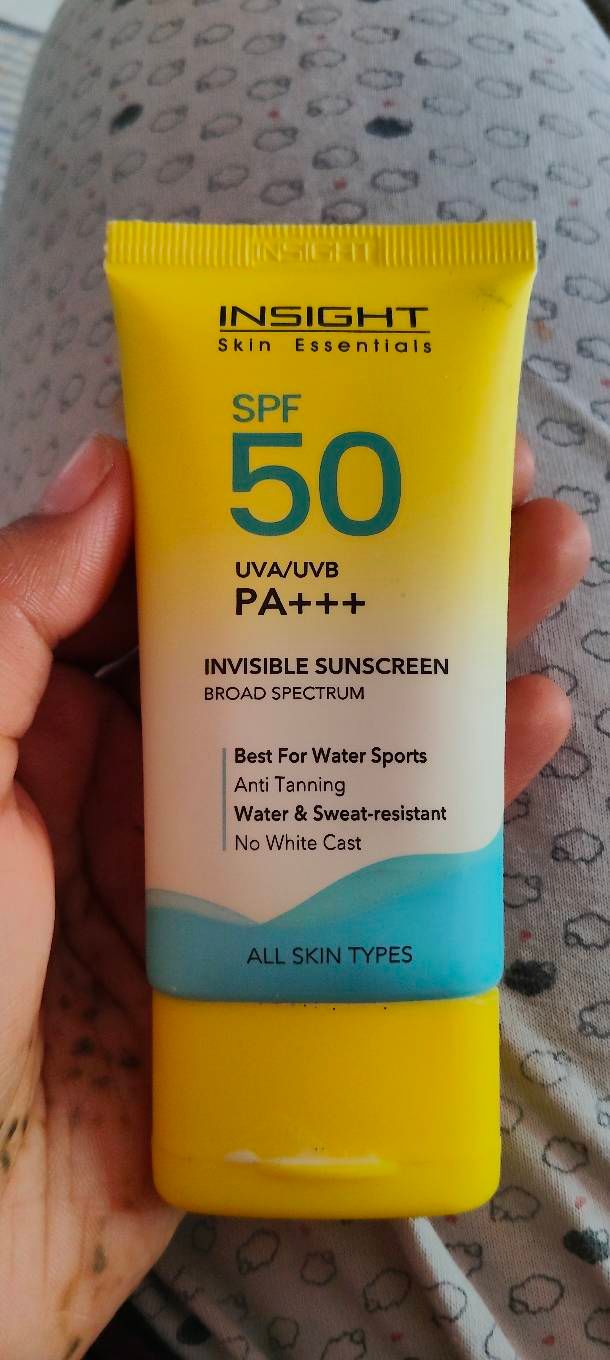 INSIGHT
INSIGHT
Skin Essentials
SPF
50
UVA/UVB
PA+++
INVISIBLE SUNSCREEN
BROAD SPECTRUM
Best For Water Sports
Anti Tanning
Water & Sweat-resistant
No White Cast
ALL SKIN TYPES